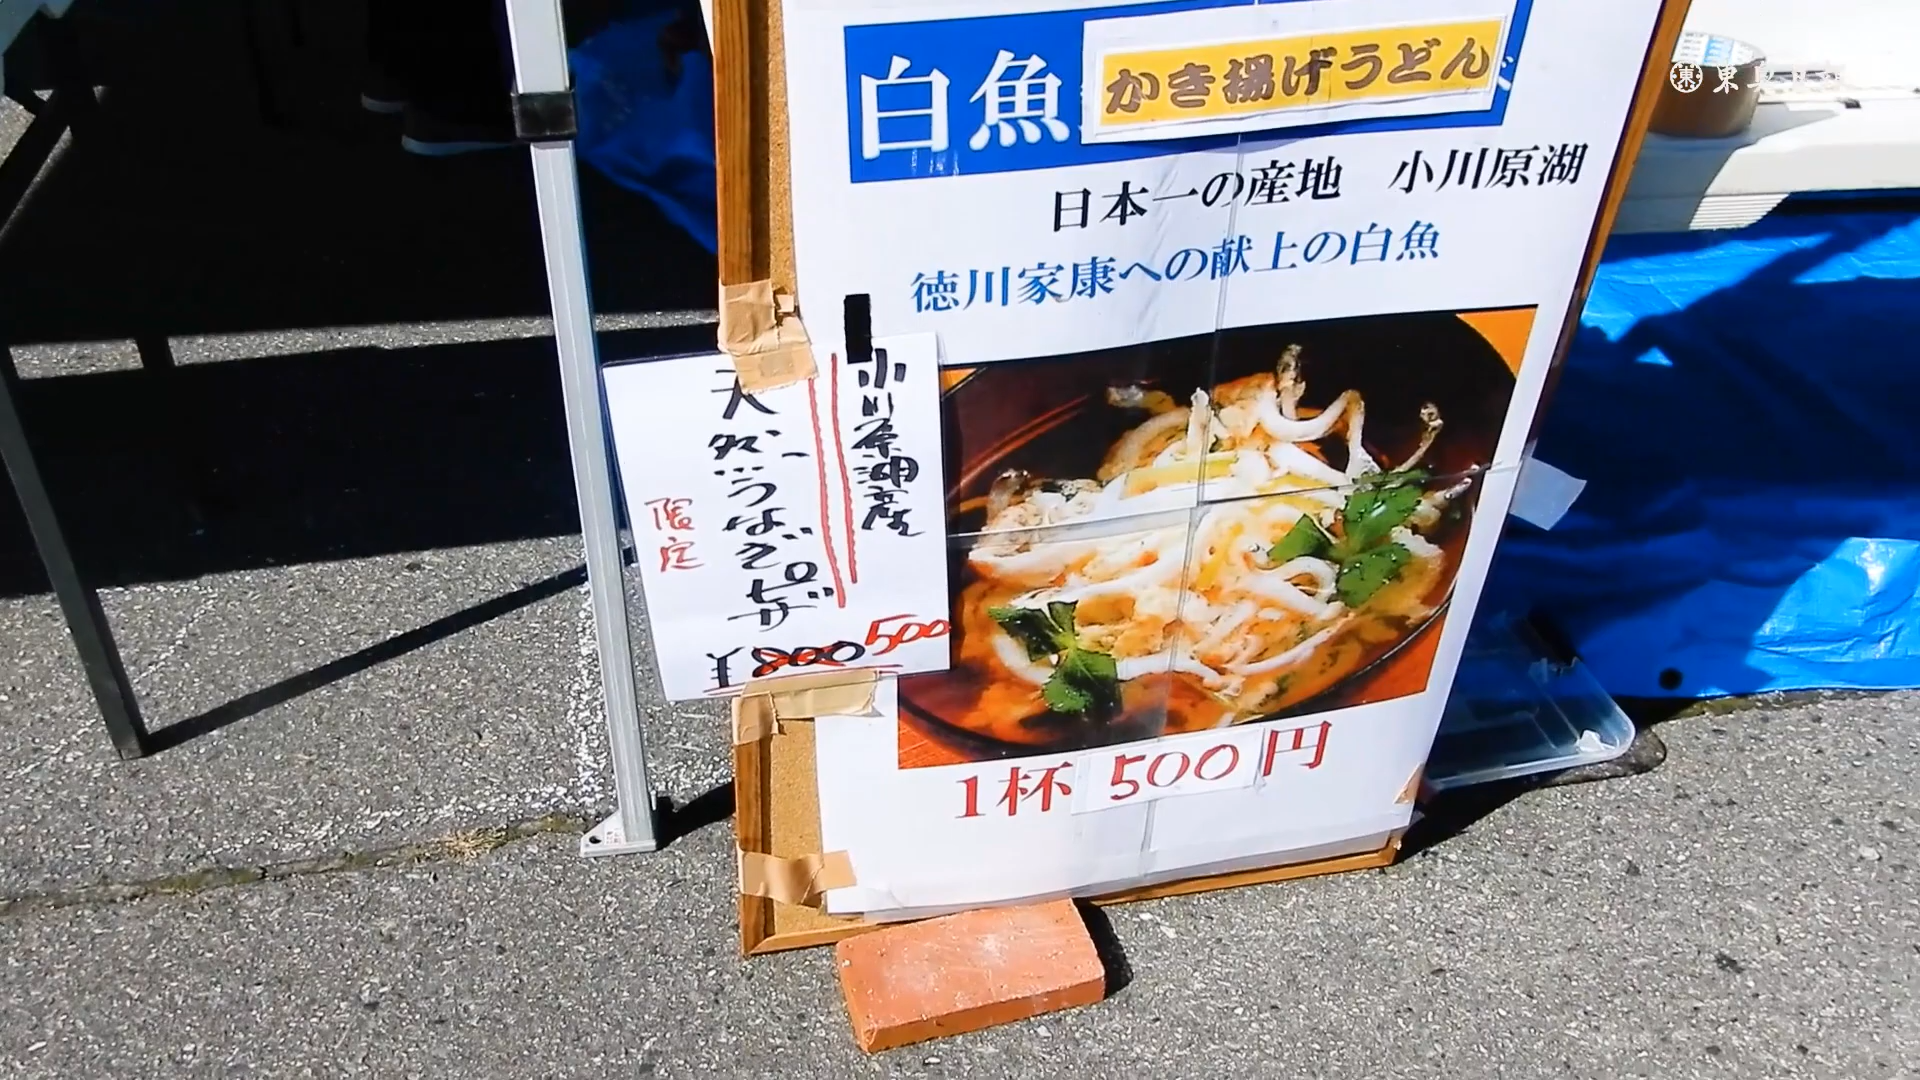 白魚
かき揚げうどん
日本一の産地 小川原湖
徳川家康への献上の白魚
小川原湖産
天然うなぎピザ
限定
¥800 500
1杯 500円